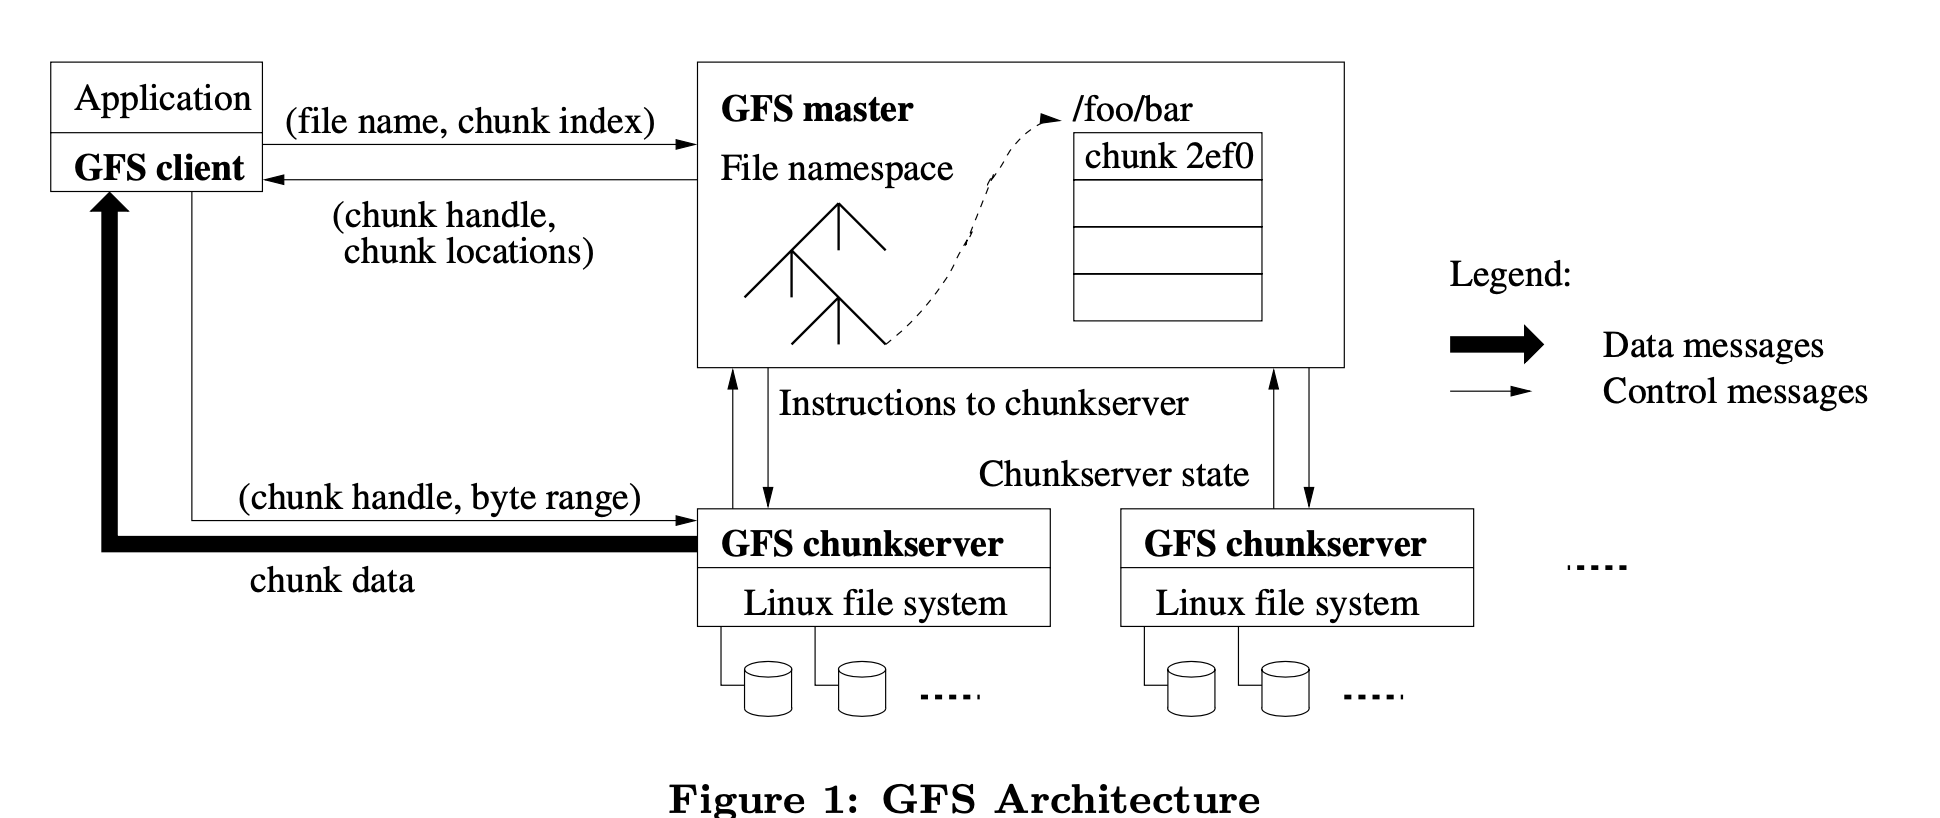 Application
GFS client
(file name, chunk index)
(chunk handle,
chunk locations)
GFS master
File namespace
/foo/bar
chunk 2ef0
Legend:
Data messages
Control messages
Instructions to chunkserver
Chunkserver state
(chunk handle, byte range)
chunk data
GFS chunkserver
Linux file system
GFS chunkserver
Linux file system
Figure 1: GFS Architecture